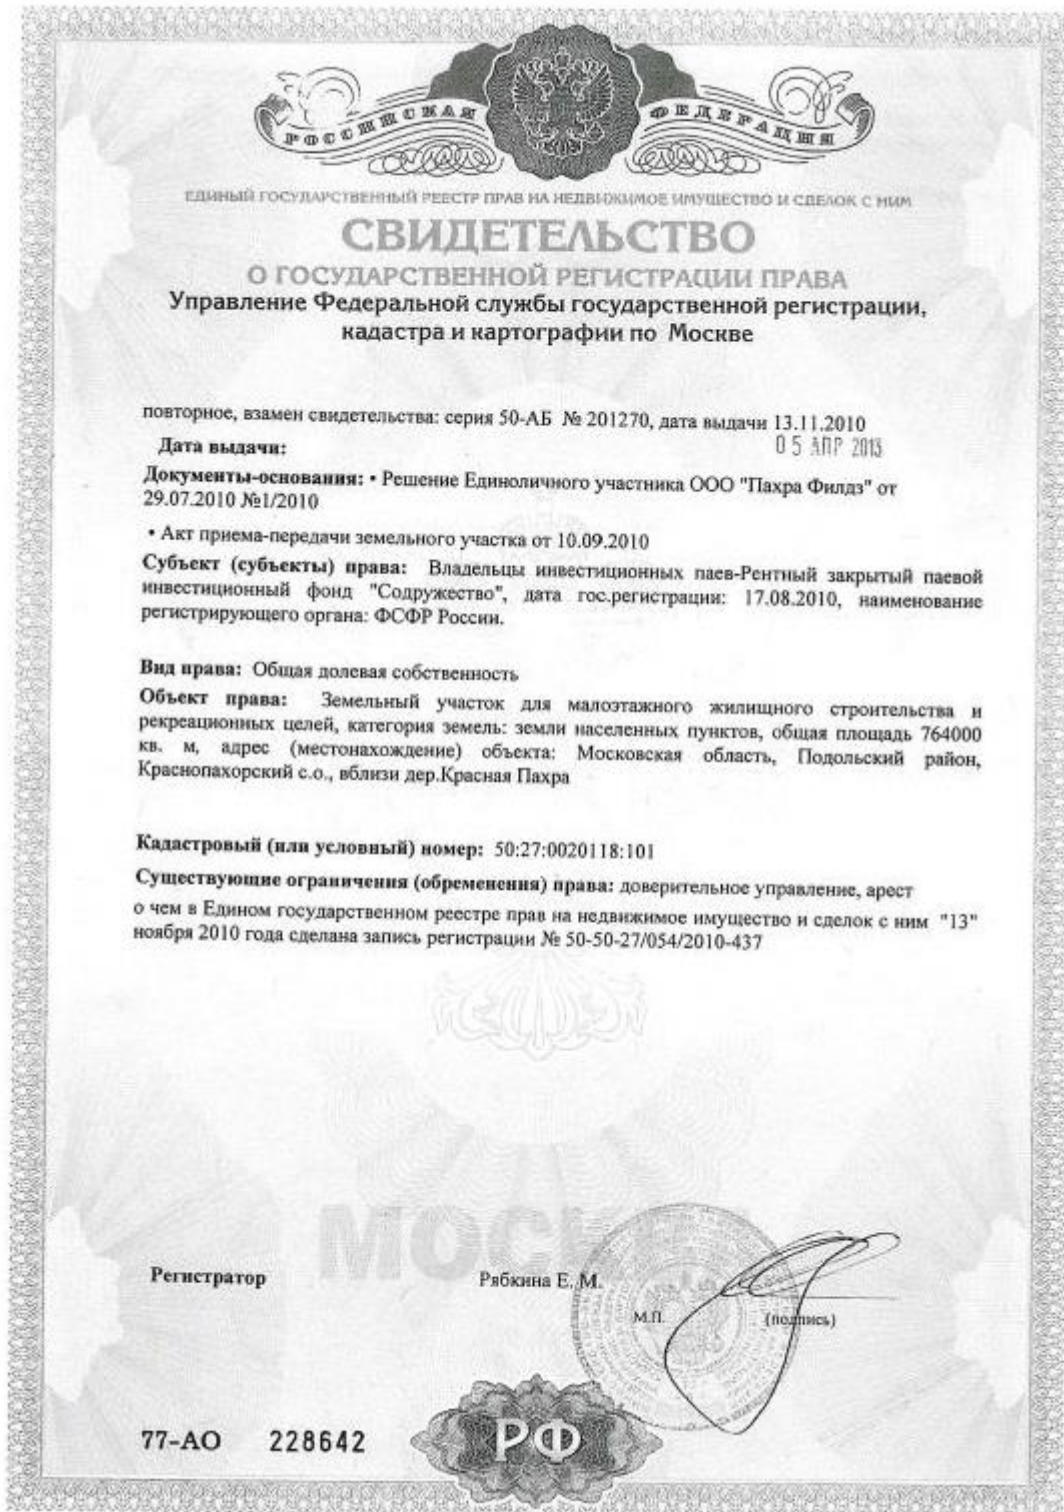 РОССИЙСКАЯ ФЕДЕРАЦИЯ
ЕДИНЫЙ ГОСУДАРСТВЕННЫЙ РЕЕСТР ПРАВ НА НЕДВИЖИМОЕ ИМУЩЕСТВО И СДЕЛОК С НИМ
СВИДЕТЕЛЬСТВО
О ГОСУДАРСТВЕННОЙ РЕГИСТРАЦИИ ПРАВА
Управление Федеральной службы государственной регистрации,
кадастра и картографии по Москве
повторное, взамен свидетельства: серия 50-АБ № 201270, дата выдачи 13.11.2010
Дата выдачи: 05 АПР 2013
Документы-основания: • Решение Единоличного участника ООО "Пахра Филдз" от
29.07.2010 №1/2010
• Акт приема-передачи земельного участка от 10.09.2010
Субъект (субъекты) права: Владельцы инвестиционных паев-Рентный закрытый паевой
инвестиционный фонд "Содружество", дата гос.регистрации: 17.08.2010, наименование
регистрирующего органа: ФСФР России.
Вид права: Общая долевая собственность
Объект права: Земельный участок для малоэтажного жилищного строительства и
рекреационных целей, категория земель: земли населенных пунктов, общая площадь 764000
кв. м, адрес (местонахождение) объекта: Московская область, Подольский район,
Краснопахорский с.о., вблизи дер.Красная Пахра
Кадастровый (или условный) номер: 50:27:0020118:101
Существующие ограничения (обременения) права: доверительное управление, арест
о чем в Едином государственном реестре прав на недвижимое имущество и сделок с ним "13"
ноября 2010 года сделана запись регистрации № 50-50-27/054/2010-437
МОСКВА
Регистратор Рябкина Е. М.
М.П. (подпись)
77-АО 228642
РФ